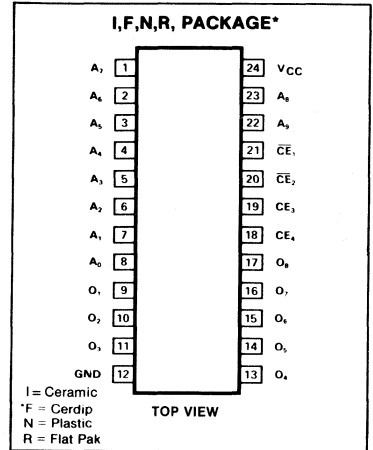 I,F,N,R, PACKAGE*
A₇ 1 24 VCC
A₆ 2 23 A₈
A₅ 3 22 A₉
A₄ 4 21 C̅E̅₁
A₃ 5 20 C̅E̅₂
A₂ 6 19 CE₃
A₁ 7 18 CE₄
A₀ 8 17 O₈
O₁ 9 16 O₇
O₂ 10 15 O₆
O₃ 11 14 O₅
GND 12 13 O₄
I = Ceramic
*F = Cerdip
N = Plastic
R = Flat Pak
TOP VIEW